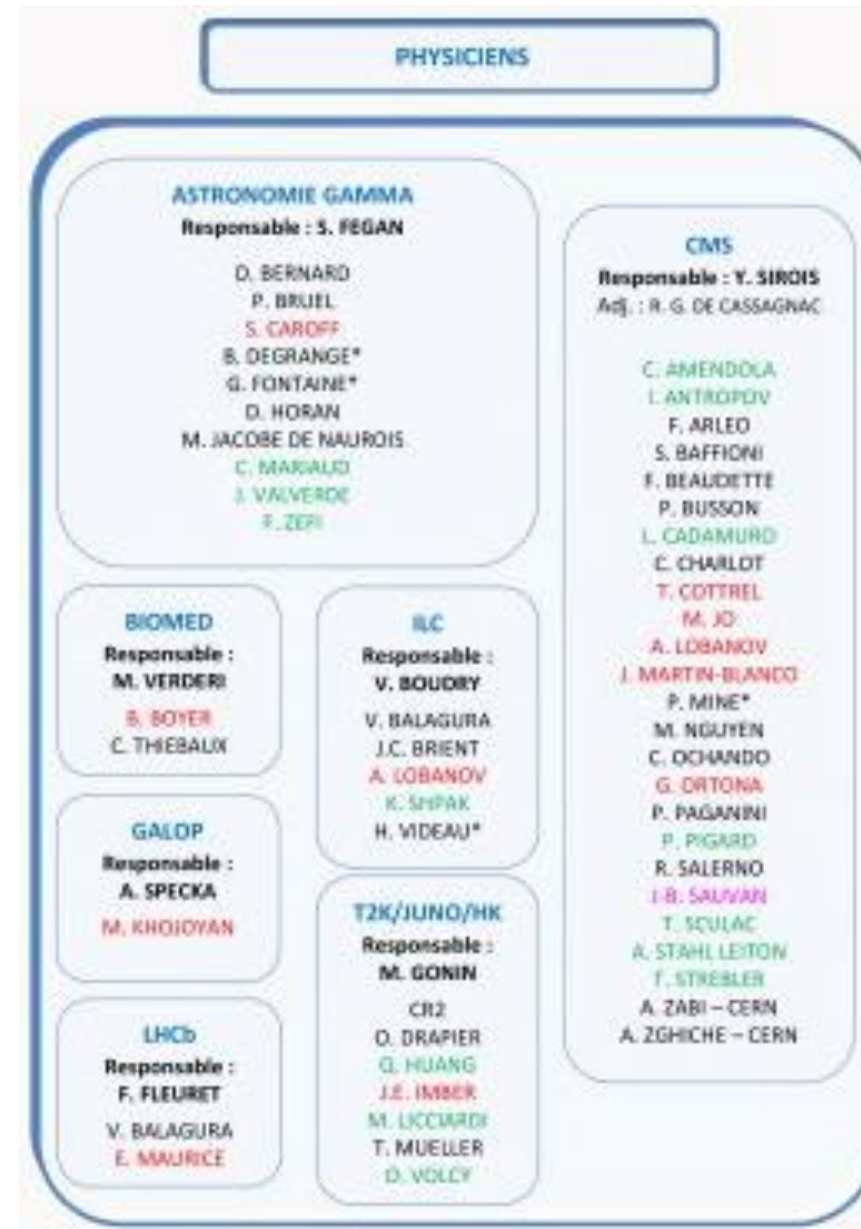 PHYSICIENS
ASTRONOMIE GAMMA
Responsable : S. FEGAN
D. BERNARD
P. BRUEL
S. CAROFF
B. DEGRANGE*
G. FONTAINE*
D. HORAN
M. JACOBE DE NAUROIS
C. MARIAUD
J. VALVERDE
F. ZEFI
BIOMED
Responsable :
M. VERDERI
B. BOYER
C. THIEBAUX
GALOP
Responsable :
A. SPECKA
M. KHOJOYAN
LHCb
Responsable :
F. FLEURET
V. BALAGURA
E. MAURICE
ILC
Responsable :
V. BOUDRY
V. BALAGURA
J.C. BRIENT
A. LOBANOV
K. SHPAK
H. VIDEAU*
T2K/JUNO/HK
Responsable :
M. GONIN
CR2
O. DRAPIER
Q. HUANG
J.E. IMBER
M. LICCIARDI
T. MUELLER
O. VOLCY
CMS
Responsable : Y. SIROIS
Adj. : R. G. DE CASSAGNAC
C. AMENDOLA
I. ANTROPOV
F. ARLEO
S. BAFFIONI
F. BEAUDETTE
P. BUSSON
L. CADAMURO
C. CHARLOT
T. COTTREL
M. JO
A. LOBANOV
J. MARTIN-BLANCO
P. MINE*
M. NGUYEN
C. OCHANDO
G. ORTONA
P. PAGANINI
P. PIGARD
R. SALERNO
J-B. SAUVAN
T. SCULAC
A. STAHL LEITON
T. STREBLER
A. ZABI – CERN
A. ZGHICHE – CERN